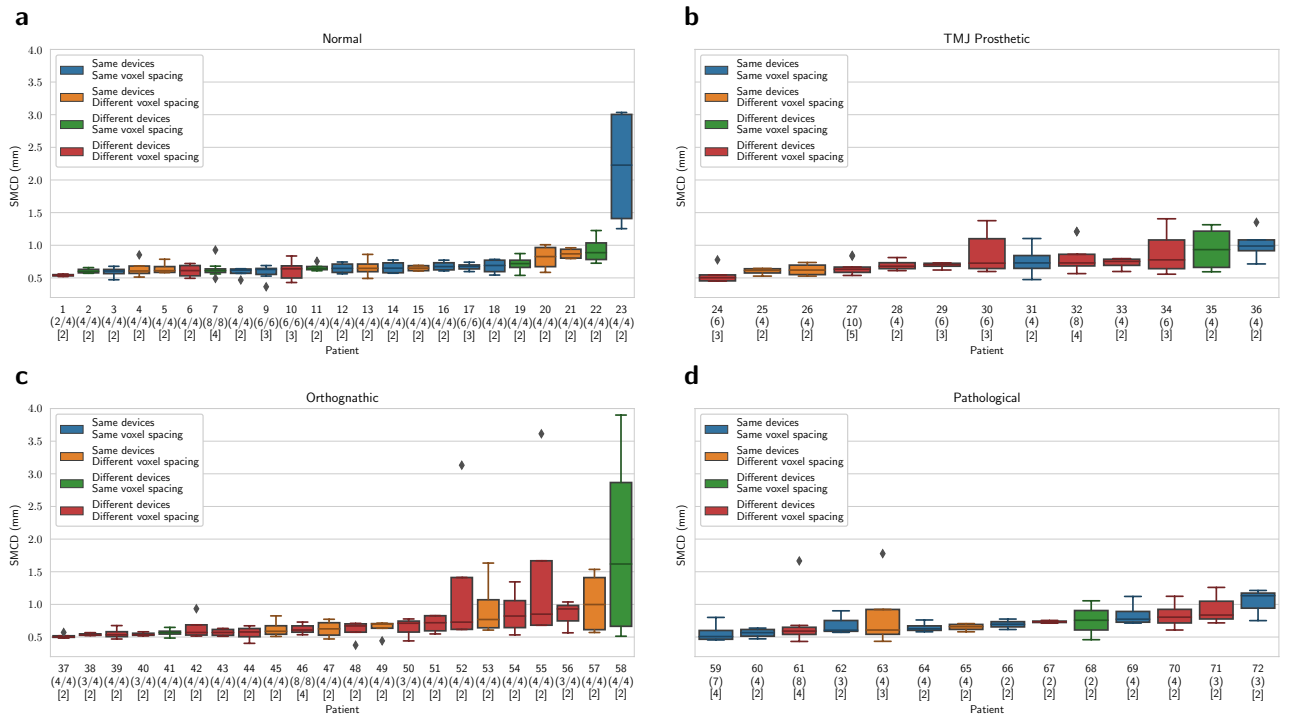 a
Normal
4.0
3.5
3.0
2.5
2.0
1.5
1.0
0.5
SMCD (mm)
Same devices
Same voxel spacing
Same devices
Different voxel spacing
Different devices
Same voxel spacing
Different devices
Different voxel spacing
1 2 3 4 5 6 7 8 9 10 11 12 13 14 15 16 17 18 19 20 21 22 23
(2/4) (4/4) (4/4) (4/4) (4/4) (4/4) (8/8) (4/4) (6/6) (6/6) (4/4) (4/4) (4/4) (4/4) (4/4) (4/4) (6/6) (4/4) (4/4) (4/4) (4/4) (4/4) (4/4)
[2] [2] [2] [2] [2] [2] [4] [2] [3] [3] [2] [2] [2] [2] [2] [2] [3] [2] [2] [2] [2] [2] [2]
Patient
b
TMJ Prosthetic
SMCD (mm)
Same devices
Same voxel spacing
Same devices
Different voxel spacing
Different devices
Same voxel spacing
Different devices
Different voxel spacing
24 25 26 27 28 29 30 31 32 33 34 35 36
(6) (4) (4) (10) (4) (6) (6) (4) (8) (4) (6) (4) (4)
[3] [2] [2] [5] [2] [3] [3] [2] [4] [2] [3] [2] [2]
Patient
c
Orthognathic
4.0
3.5
3.0
2.5
2.0
1.5
1.0
0.5
SMCD (mm)
Same devices
Same voxel spacing
Same devices
Different voxel spacing
Different devices
Same voxel spacing
Different devices
Different voxel spacing
37 38 39 40 41 42 43 44 45 46 47 48 49 50 51 52 53 54 55 56 57 58
(4/4) (3/4) (4/4) (3/4) (4/4) (4/4) (4/4) (4/4) (4/4) (8/8) (4/4) (4/4) (4/4) (3/4) (4/4) (4/4) (4/4) (4/4) (4/4) (3/4) (4/4) (4/4)
[2] [2] [2] [2] [2] [2] [2] [2] [2] [4] [2] [2] [2] [2] [2] [2] [2] [2] [2] [2] [2] [2]
Patient
d
Pathological
SMCD (mm)
Same devices
Same voxel spacing
Same devices
Different voxel spacing
Different devices
Same voxel spacing
Different devices
Different voxel spacing
59 60 61 62 63 64 65 66 67 68 69 70 71 72
(7) (4) (8) (3) (4) (4) (4) (2) (2) (2) (4) (4) (3) (3)
[4] [2] [4] [2] [3] [2] [2] [2] [2] [2] [2] [2] [2] [2]
Patient